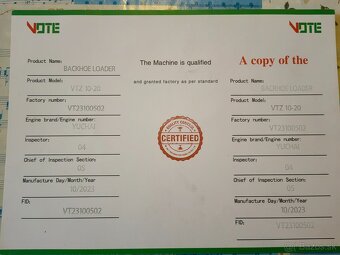 VOTE
Product Name:
BACKHOE LOADER
Product Model:
VTZ 10-20
Factory number:
VT23100502
Engine brand/Engine number:
YUCHAI
Inspector:
04
Chief of Inspection Section:
05
Manufacture Day/Month/Year
10/2023
FID:
VT23100502
The Machine is qualified
and granted factory as per standard
CERTIFIED
VOTE
A copy of the
Product Name:
BACKHOE LOADER
Product Model:
VTZ 10-20
Factory number:
VT23100502
Engine brand/Engine number:
YUCHAI
Inspector:
04
Chief of Inspection Section:
05
Manufacture Day/Month/Year
10/2023
FID:
VT23100502